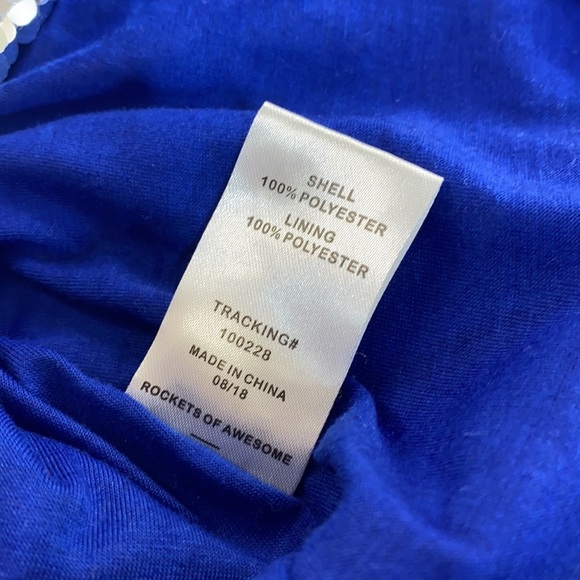 SHELL
100% POLYESTER
LINING
100% POLYESTER
TRACKING#
100228
MADE IN CHINA
08/18
ROCKETS OF AWESOME